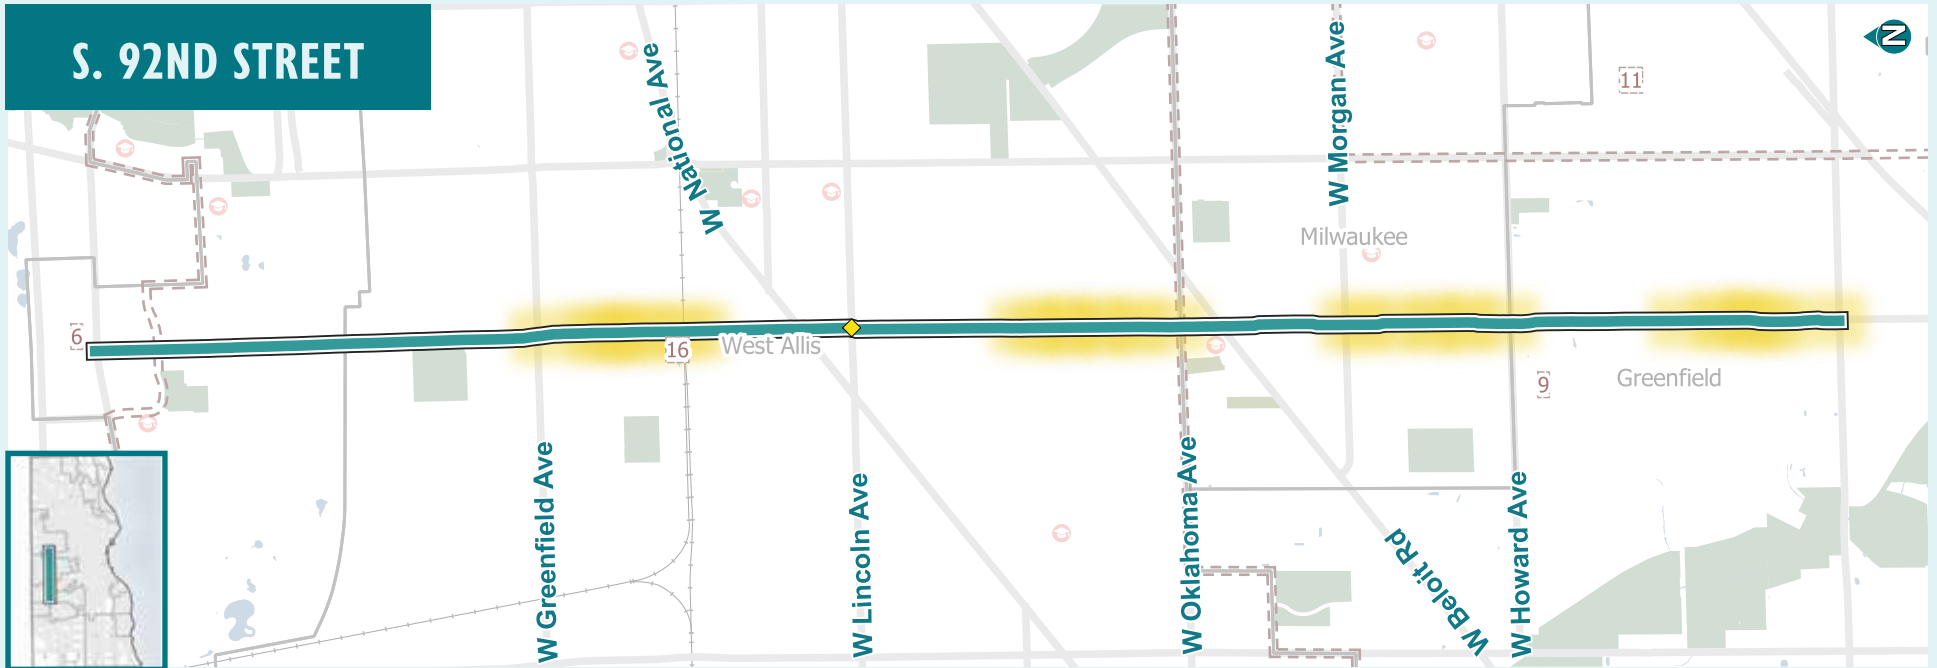 S. 92ND STREET
N
W National Ave
W Morgan Ave
11
Milwaukee
6
16
West Allis
9
Greenfield
W Greenfield Ave
W Lincoln Ave
W Oklahoma Ave
W Beloit Rd
W Howard Ave